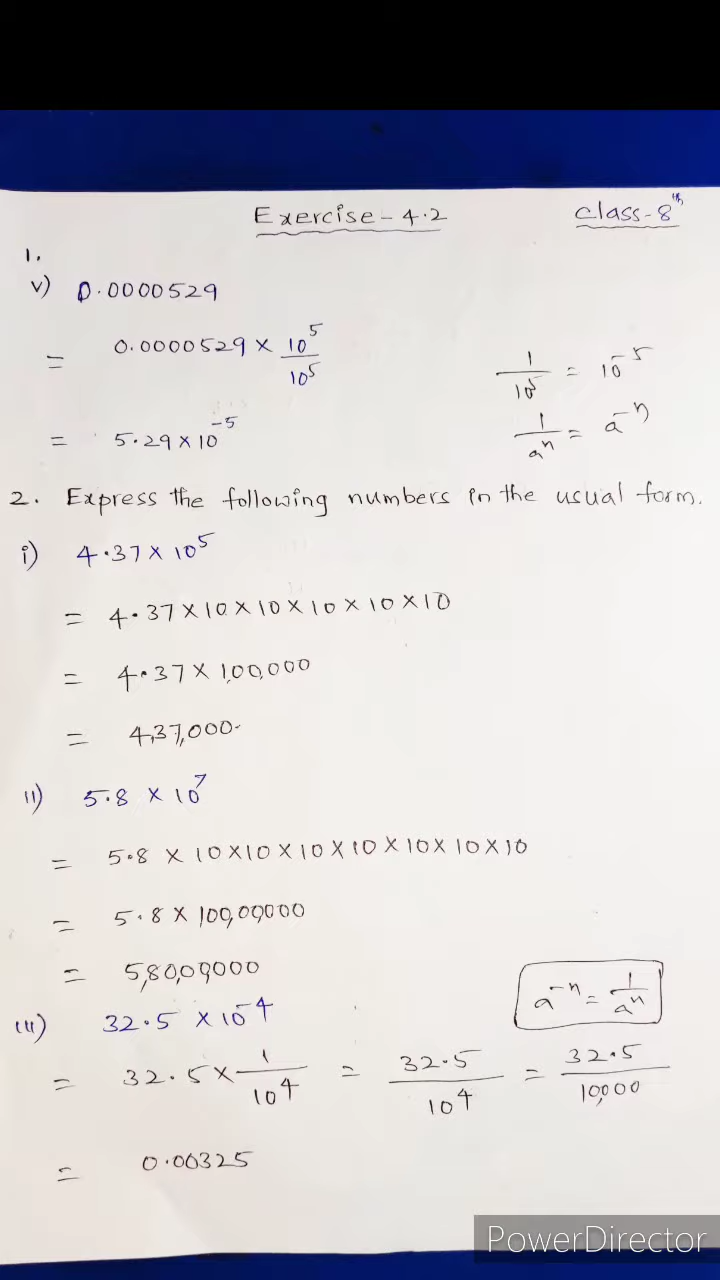 Exercise - 4.2 Class-8th
1.
v) 0.0000529
= 0.0000529 × 10^5/10^5
1/10^5 = 10^-5
= 5.29 × 10^-5
1/a^n = a^-n
2. Express the following numbers in the usual form.
i) 4.37 × 10^5
= 4.37 × 10 × 10 × 10 × 10 × 10
= 4.37 × 1,00,000
= 4,37,000.
ii) 5.8 × 10^7
= 5.8 × 10 × 10 × 10 × 10 × 10 × 10 × 10
= 5.8 × 100,00,000
= 5,80,00,000
a^-n = 1/a^n
iii) 32.5 × 10^-4
= 32.5 × 1/10^4 = 32.5/10^4 = 32.5/10,000
= 0.00325
PowerDirector